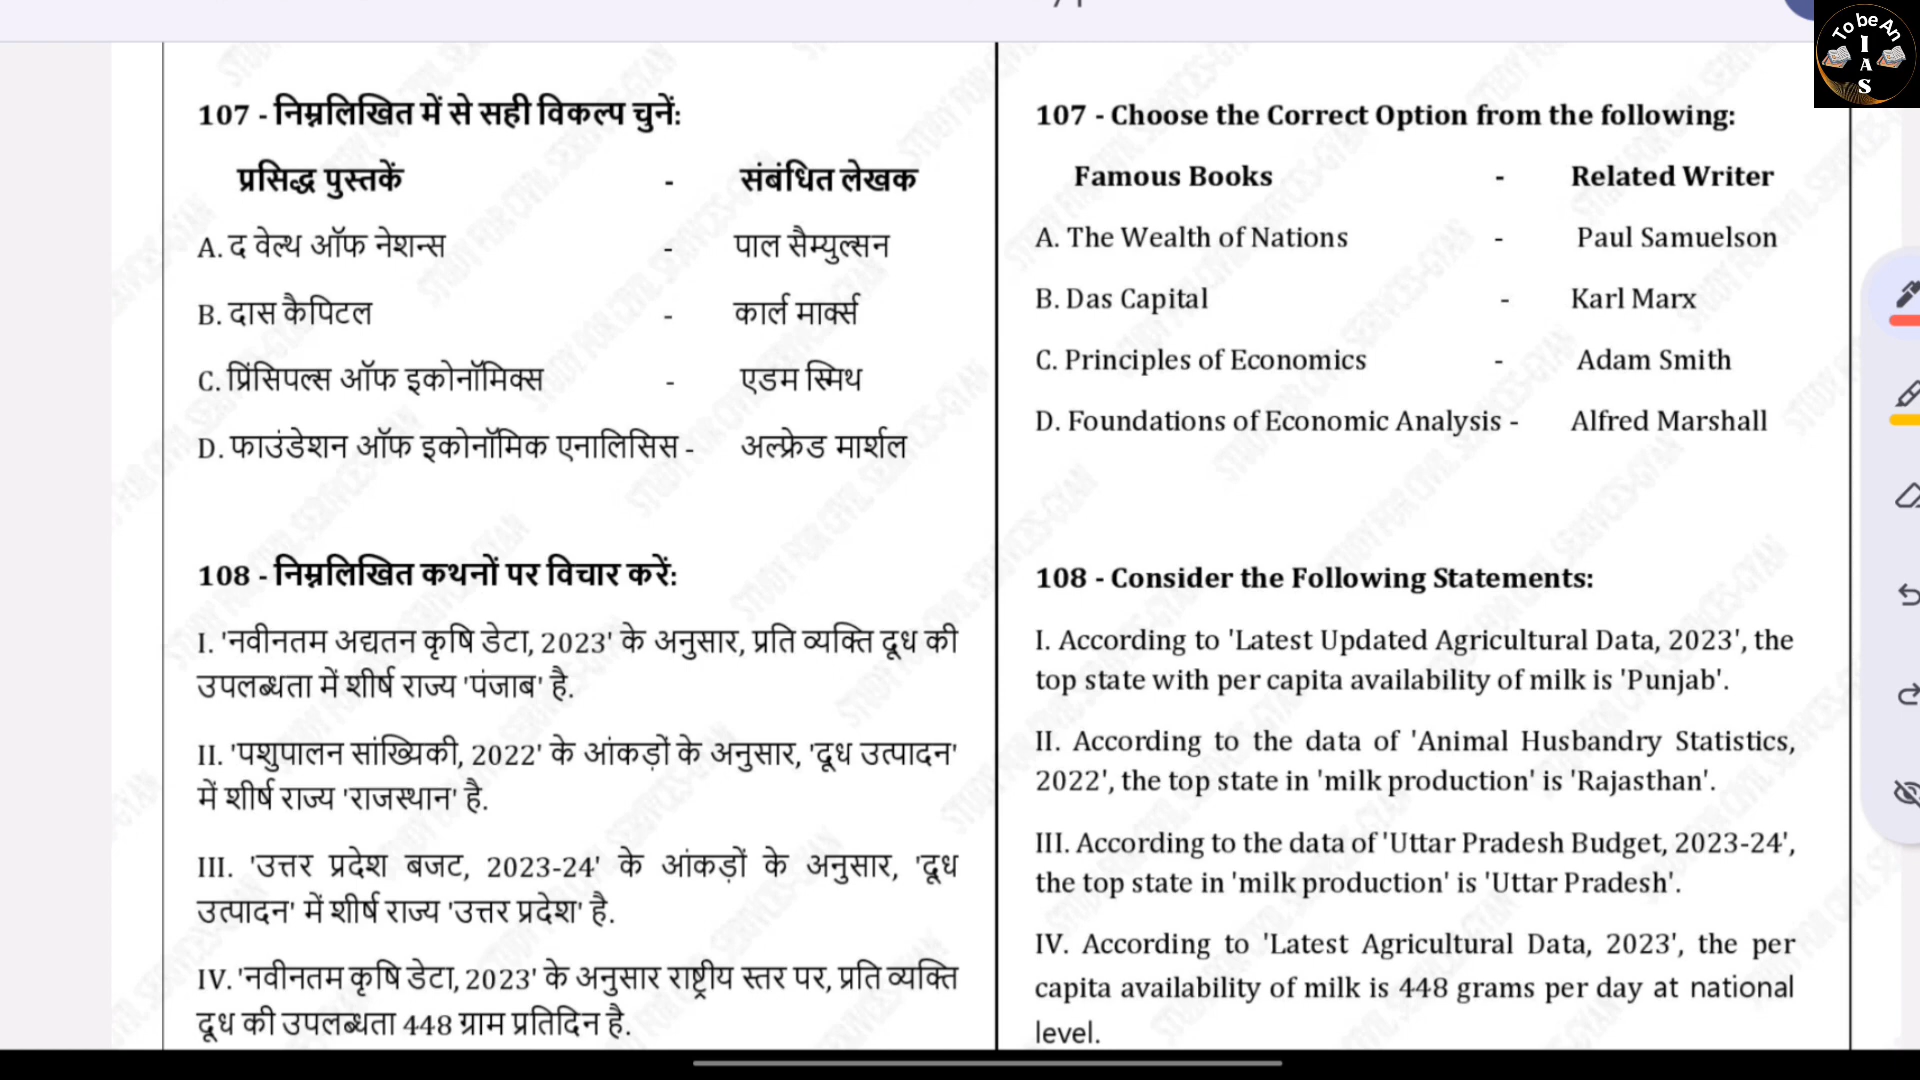 To be An
I
A
S
107 - निम्नलिखित में से सही विकल्प चुनें:
प्रसिद्ध पुस्तकें - संबंधित लेखक
A. द वेल्थ ऑफ नेशन्स - पाल सैम्युल्सन
B. दास कैपिटल - कार्ल मार्क्स
C. प्रिंसिपल्स ऑफ इकोनॉमिक्स - एडम स्मिथ
D. फाउंडेशन ऑफ इकोनॉमिक एनालिसिस - अल्फ्रेड मार्शल
108 - निम्नलिखित कथनों पर विचार करें:
I. 'नवीनतम अद्यतन कृषि डेटा, 2023' के अनुसार, प्रति व्यक्ति दूध की
उपलब्धता में शीर्ष राज्य 'पंजाब' है.
II. 'पशुपालन सांख्यिकी, 2022' के आंकड़ों के अनुसार, 'दूध उत्पादन'
में शीर्ष राज्य 'राजस्थान' है.
III. 'उत्तर प्रदेश बजट, 2023-24' के आंकड़ों के अनुसार, 'दूध
उत्पादन' में शीर्ष राज्य 'उत्तर प्रदेश' है.
IV. 'नवीनतम कृषि डेटा, 2023' के अनुसार राष्ट्रीय स्तर पर, प्रति व्यक्ति
दूध की उपलब्धता 448 ग्राम प्रतिदिन है.
107 - Choose the Correct Option from the following:
Famous Books - Related Writer
A. The Wealth of Nations - Paul Samuelson
B. Das Capital - Karl Marx
C. Principles of Economics - Adam Smith
D. Foundations of Economic Analysis - Alfred Marshall
108 - Consider the Following Statements:
I. According to 'Latest Updated Agricultural Data, 2023', the
top state with per capita availability of milk is 'Punjab'.
II. According to the data of 'Animal Husbandry Statistics,
2022', the top state in 'milk production' is 'Rajasthan'.
III. According to the data of 'Uttar Pradesh Budget, 2023-24',
the top state in 'milk production' is 'Uttar Pradesh'.
IV. According to 'Latest Agricultural Data, 2023', the per
capita availability of milk is 448 grams per day at national
level.
STUDY FOR CIVIL SERVICES-GYAN